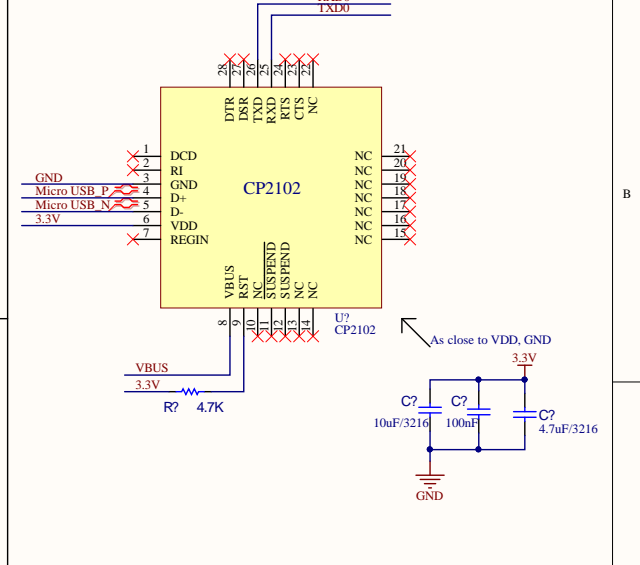 TXD0
28
27
26
25
24
23
22
DTR
DSR
TXD
RXD
RTS
CTS
NC
1 DCD
2 RI
GND 3 GND
Micro USB_P 4 D+
Micro USB_N 5 D-
3.3V 6 VDD
7 REGIN
CP2102
NC 21
NC 20
NC 19
NC 18
NC 17
NC 16
NC 15
B
VBUS
RST
NC
SUSPEND
SUSPEND
NC
NC
8
9
10
11
12
13
14
U?
CP2102
VBUS
3.3V
R? 4.7K
As close to VDD, GND
3.3V
C? C? C?
10uF/3216 100nF 4.7uF/3216
GND